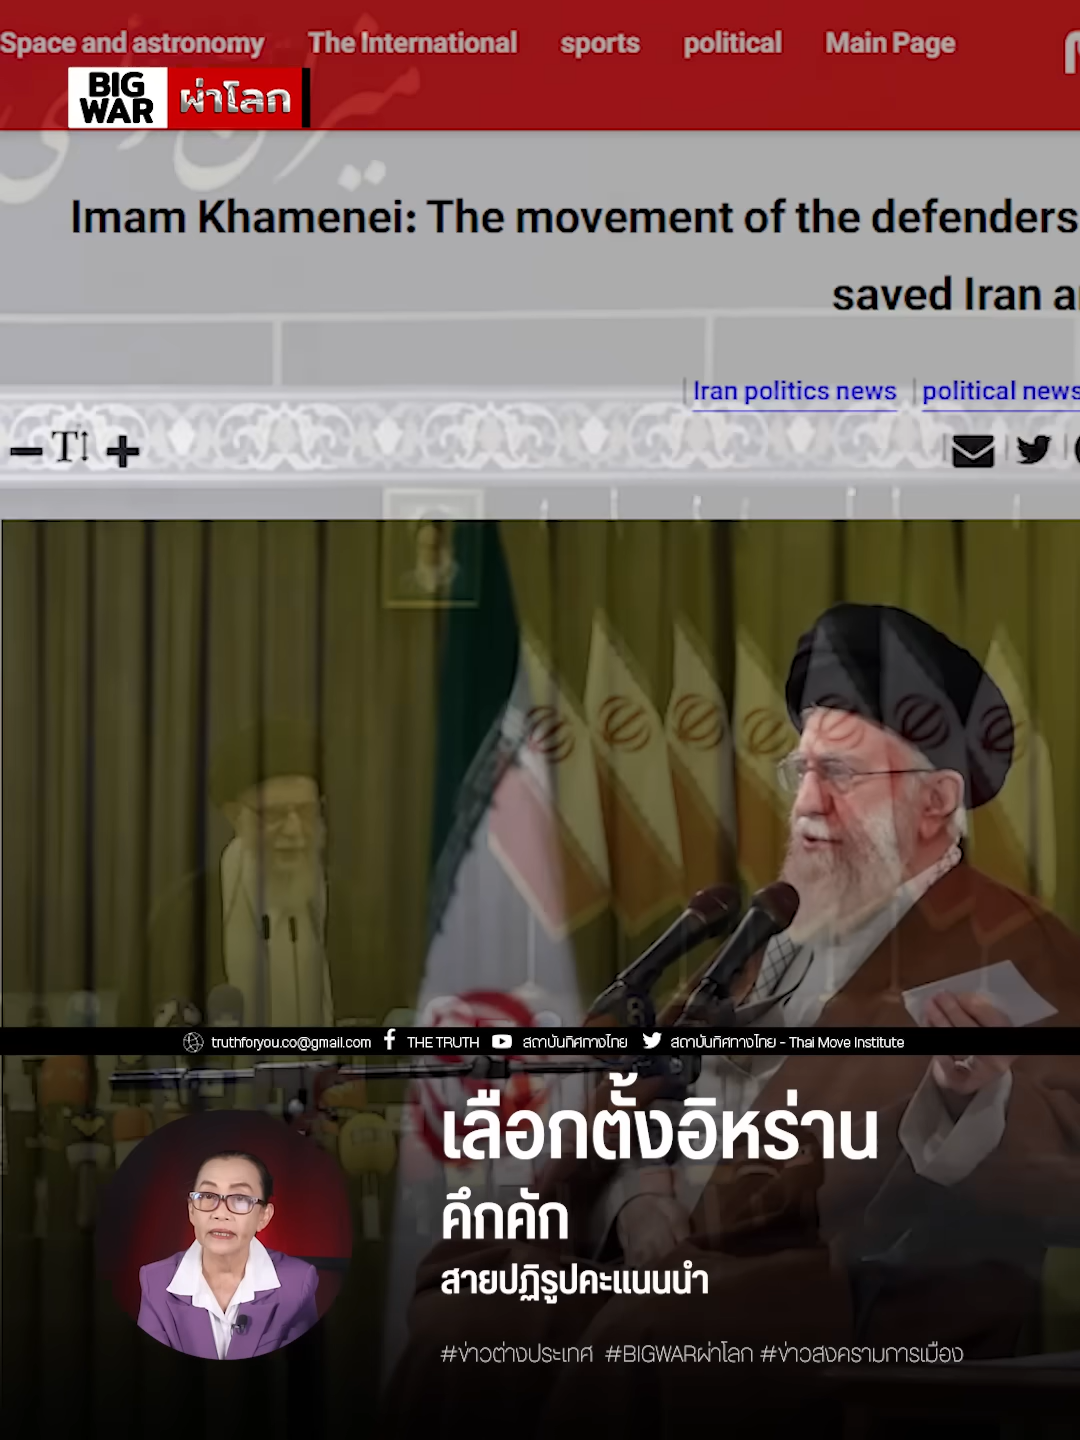 Space and astronomy The International sports political Main Page
BIG
WAR
ผ่าโลก
Imam Khamenei: The movement of the defenders
saved Iran
Iran politics news political news
truthforyou.co@gmail.com THE TRUTH สถาบันทิศทางไทย สถาบันทิศทางไทย - Thai Move Institute
เลือกตั้งอิหร่าน
คึกคัก
สายปฏิรูปคะแนนนำ
#ข่าวต่างประเทศ #BIGWARผ่าโลก #ข่าวสงครามการเมือง